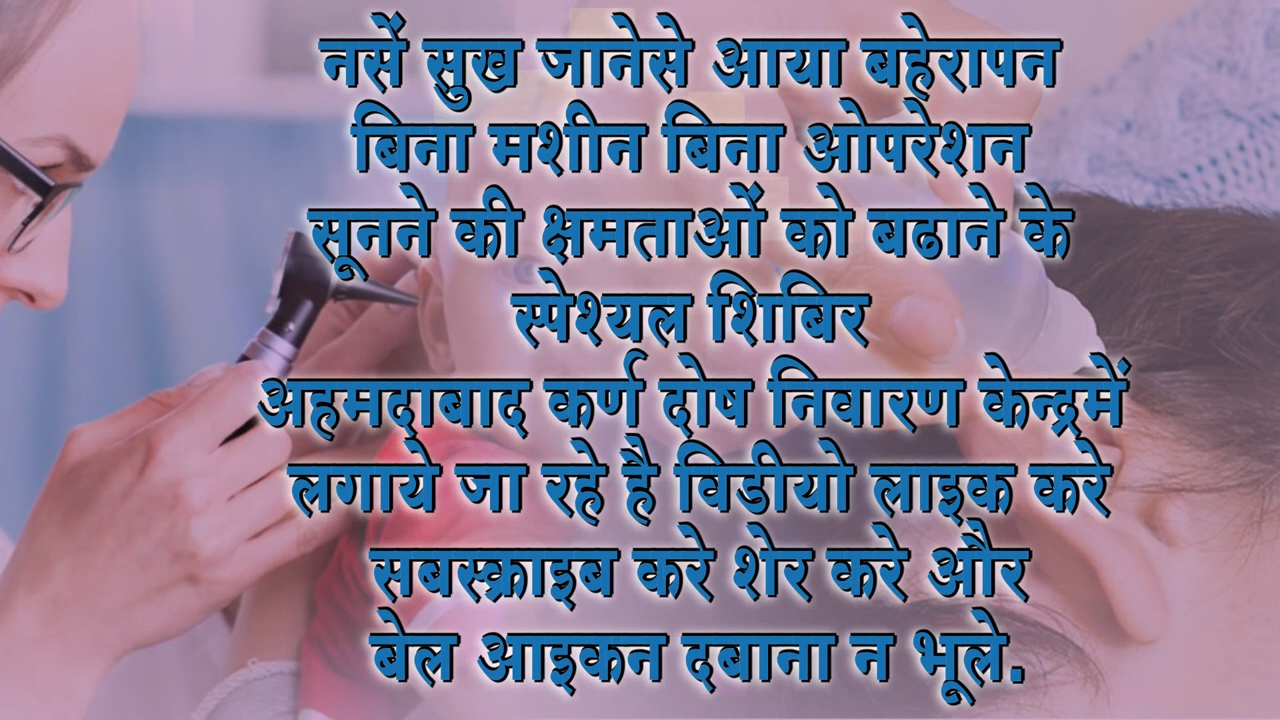 नसें सुख जानेसे आया बहेरापन
बिना मशीन बिना ओपरेशन
सूनने की क्षमताओं को बढाने के
स्पेश्यल शिबिर
अहमदाबाद कर्ण दोष निवारण केन्द्रमें
लगाये जा रहे है विडीयो लाइक करे
सबस्क्राइब करे शेर करे और
बेल आइकन दबाना न भूले.